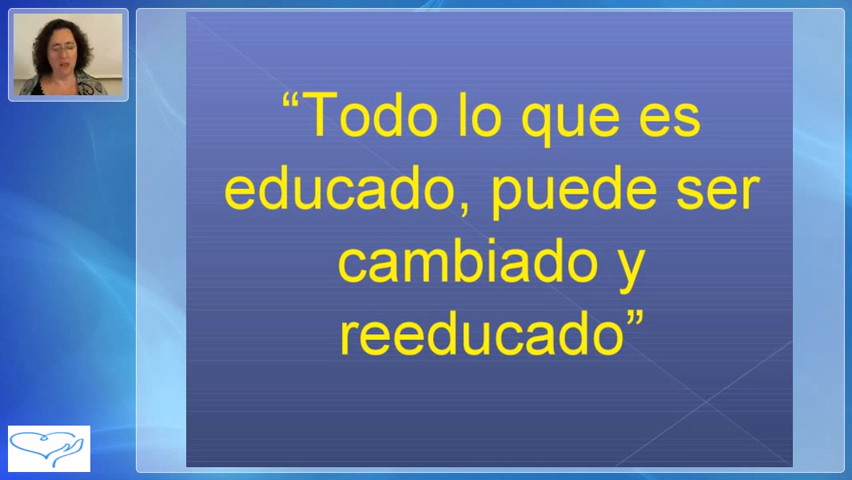 “Todo lo que es
educado, puede ser
cambiado y
reeducado”